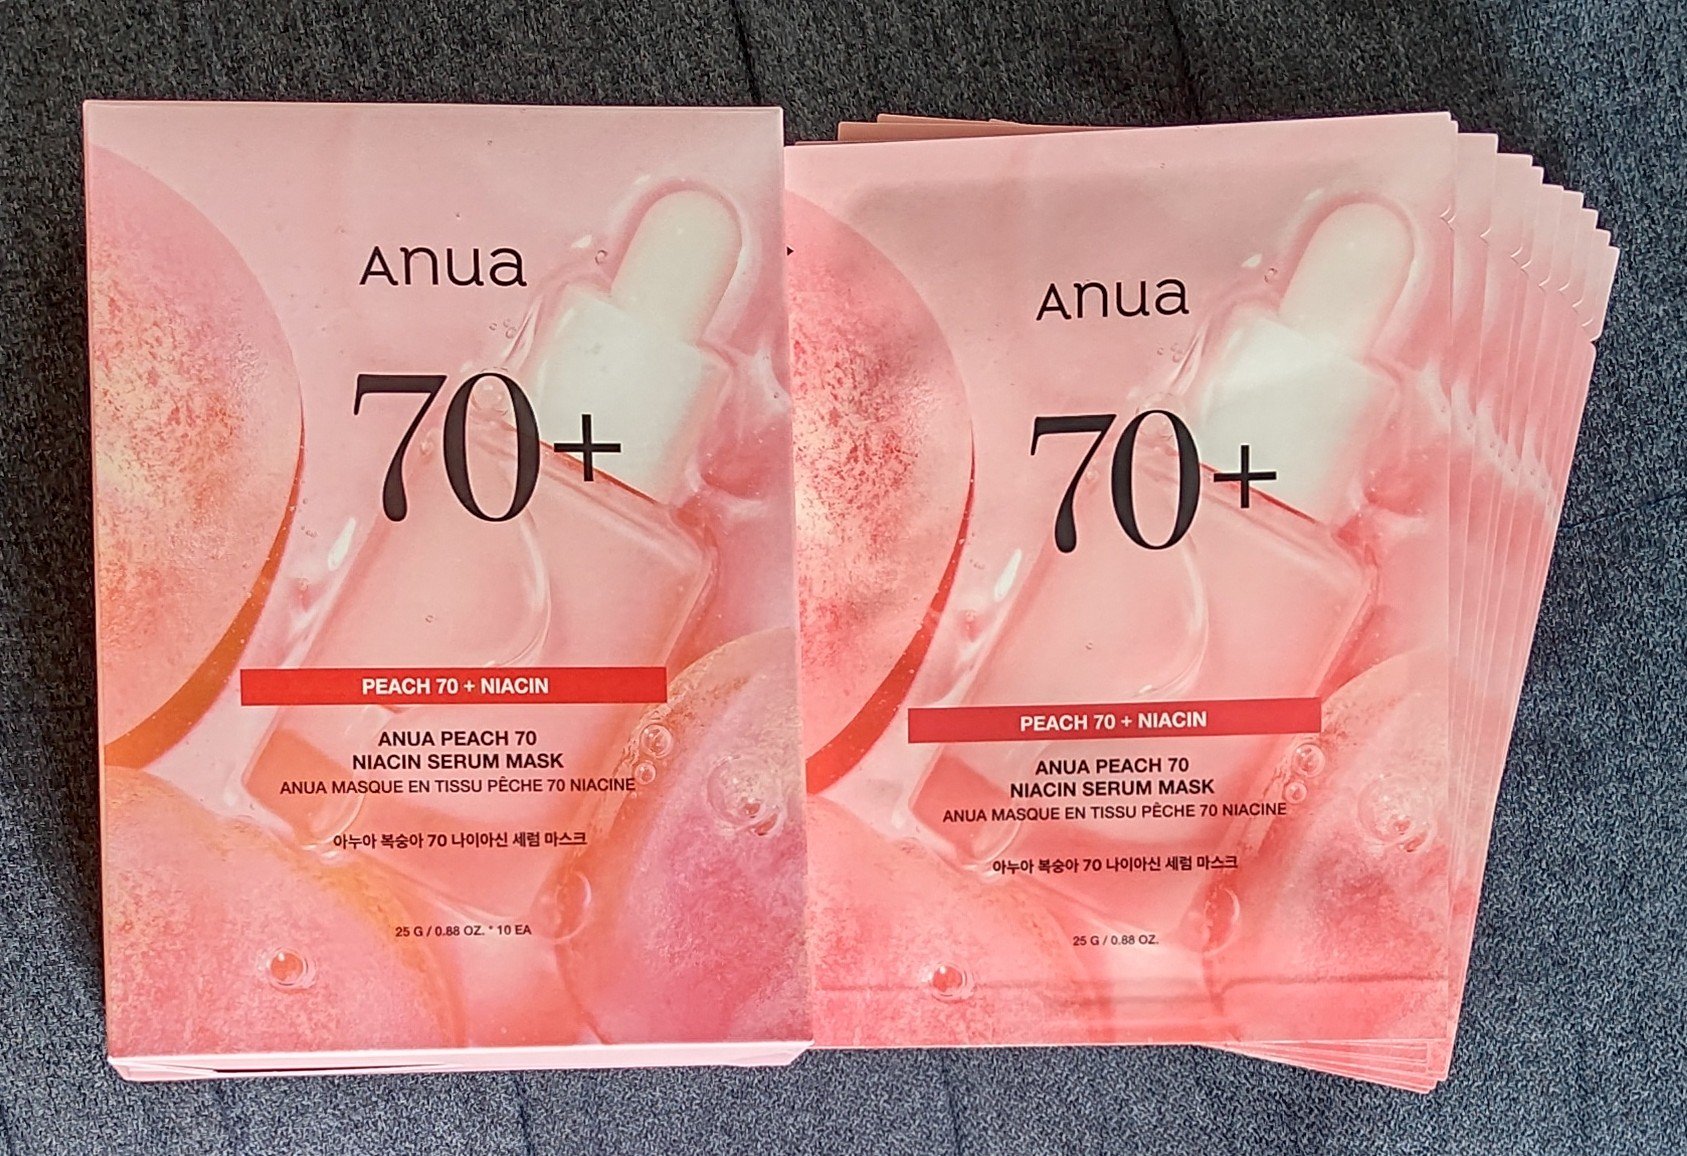 Anua
70+
PEACH 70 + NIACIN
ANUA PEACH 70
NIACIN SERUM MASK
ANUA MASQUE EN TISSU PÊCHE 70 NIACINE
아누아 복숭아 70 나이아신 세럼 마스크
25 G / 0.88 OZ. * 10 EA
Anua
70+
PEACH 70 + NIACIN
ANUA PEACH 70
NIACIN SERUM MASK
ANUA MASQUE EN TISSU PÊCHE 70 NIACINE
아누아 복숭아 70 나이아신 세럼 마스크
25 G / 0.88 OZ.